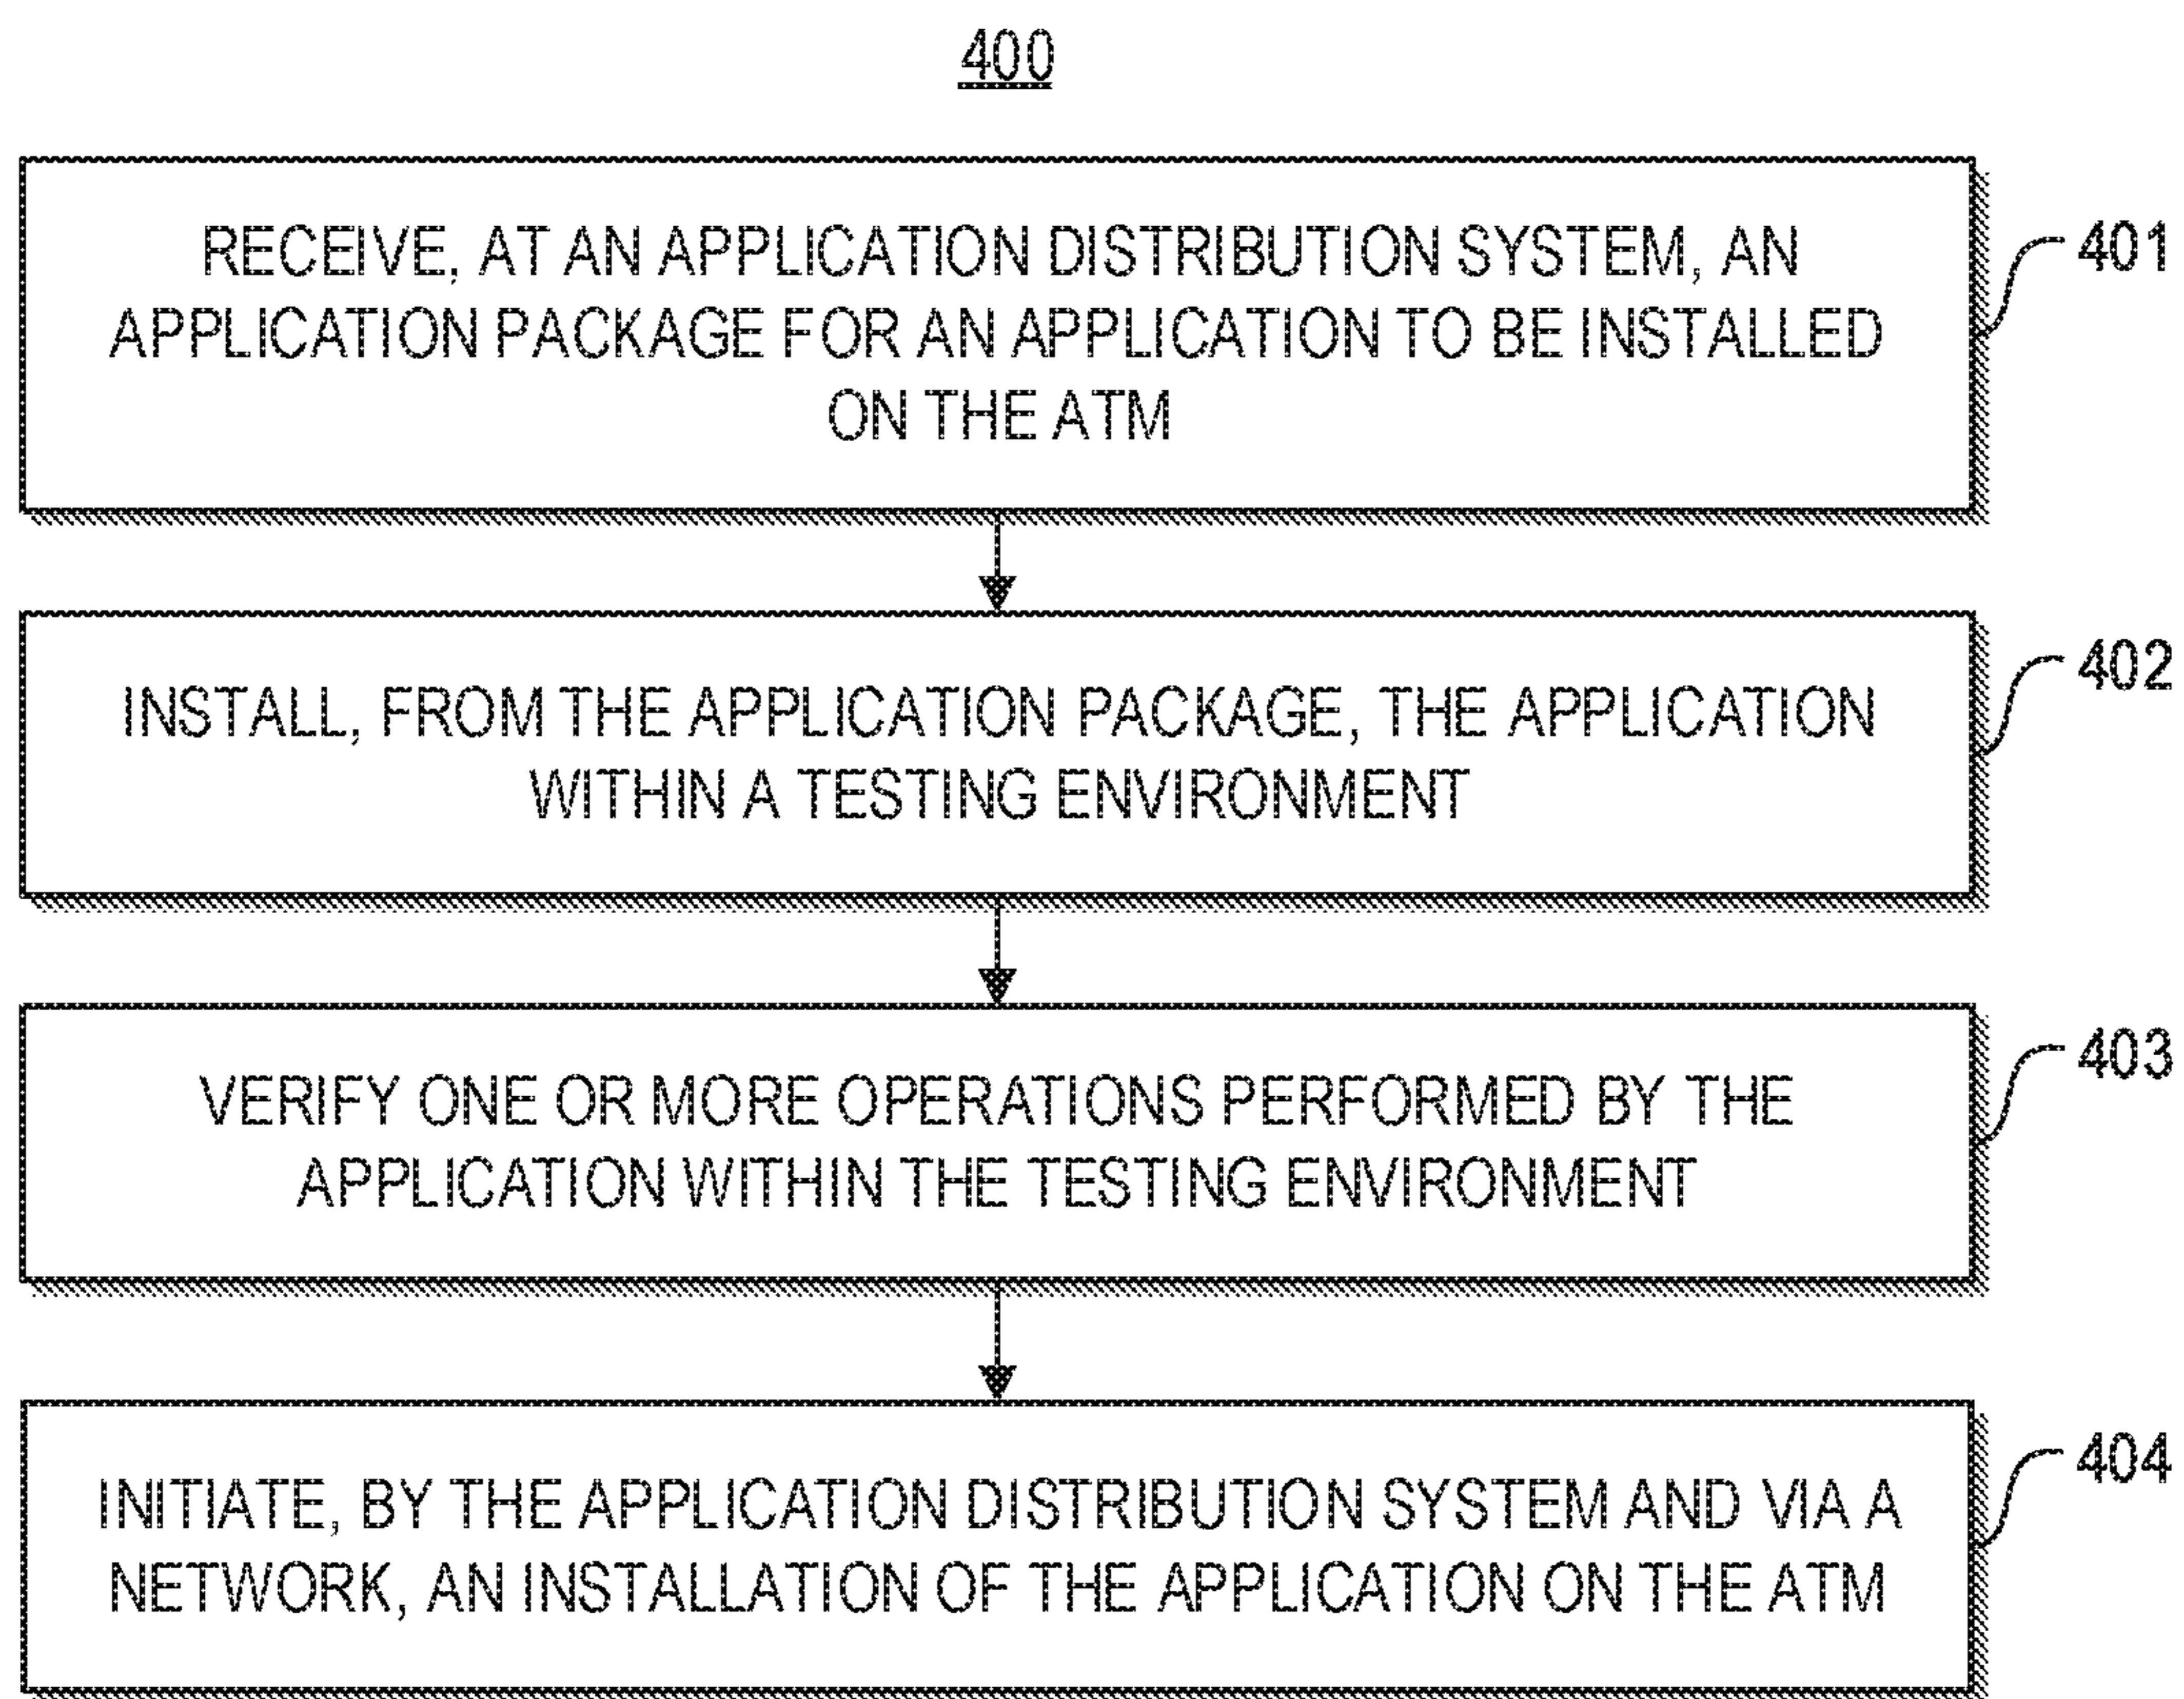 400
RECEIVE, AT AN APPLICATION DISTRIBUTION SYSTEM, AN
APPLICATION PACKAGE FOR AN APPLICATION TO BE INSTALLED
ON THE ATM
401
INSTALL, FROM THE APPLICATION PACKAGE, THE APPLICATION
WITHIN A TESTING ENVIRONMENT
402
VERIFY ONE OR MORE OPERATIONS PERFORMED BY THE
APPLICATION WITHIN THE TESTING ENVIRONMENT
403
INITIATE, BY THE APPLICATION DISTRIBUTION SYSTEM AND VIA A
NETWORK, AN INSTALLATION OF THE APPLICATION ON THE ATM
404